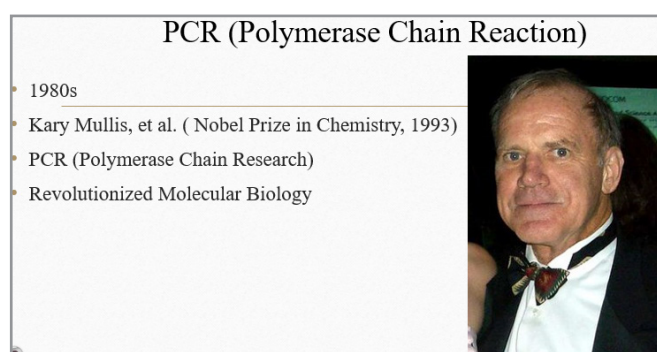 PCR (Polymerase Chain Reaction)
1980s
Kary Mullis, et al. ( Nobel Prize in Chemistry, 1993)
PCR (Polymerase Chain Research)
Revolutionized Molecular Biology